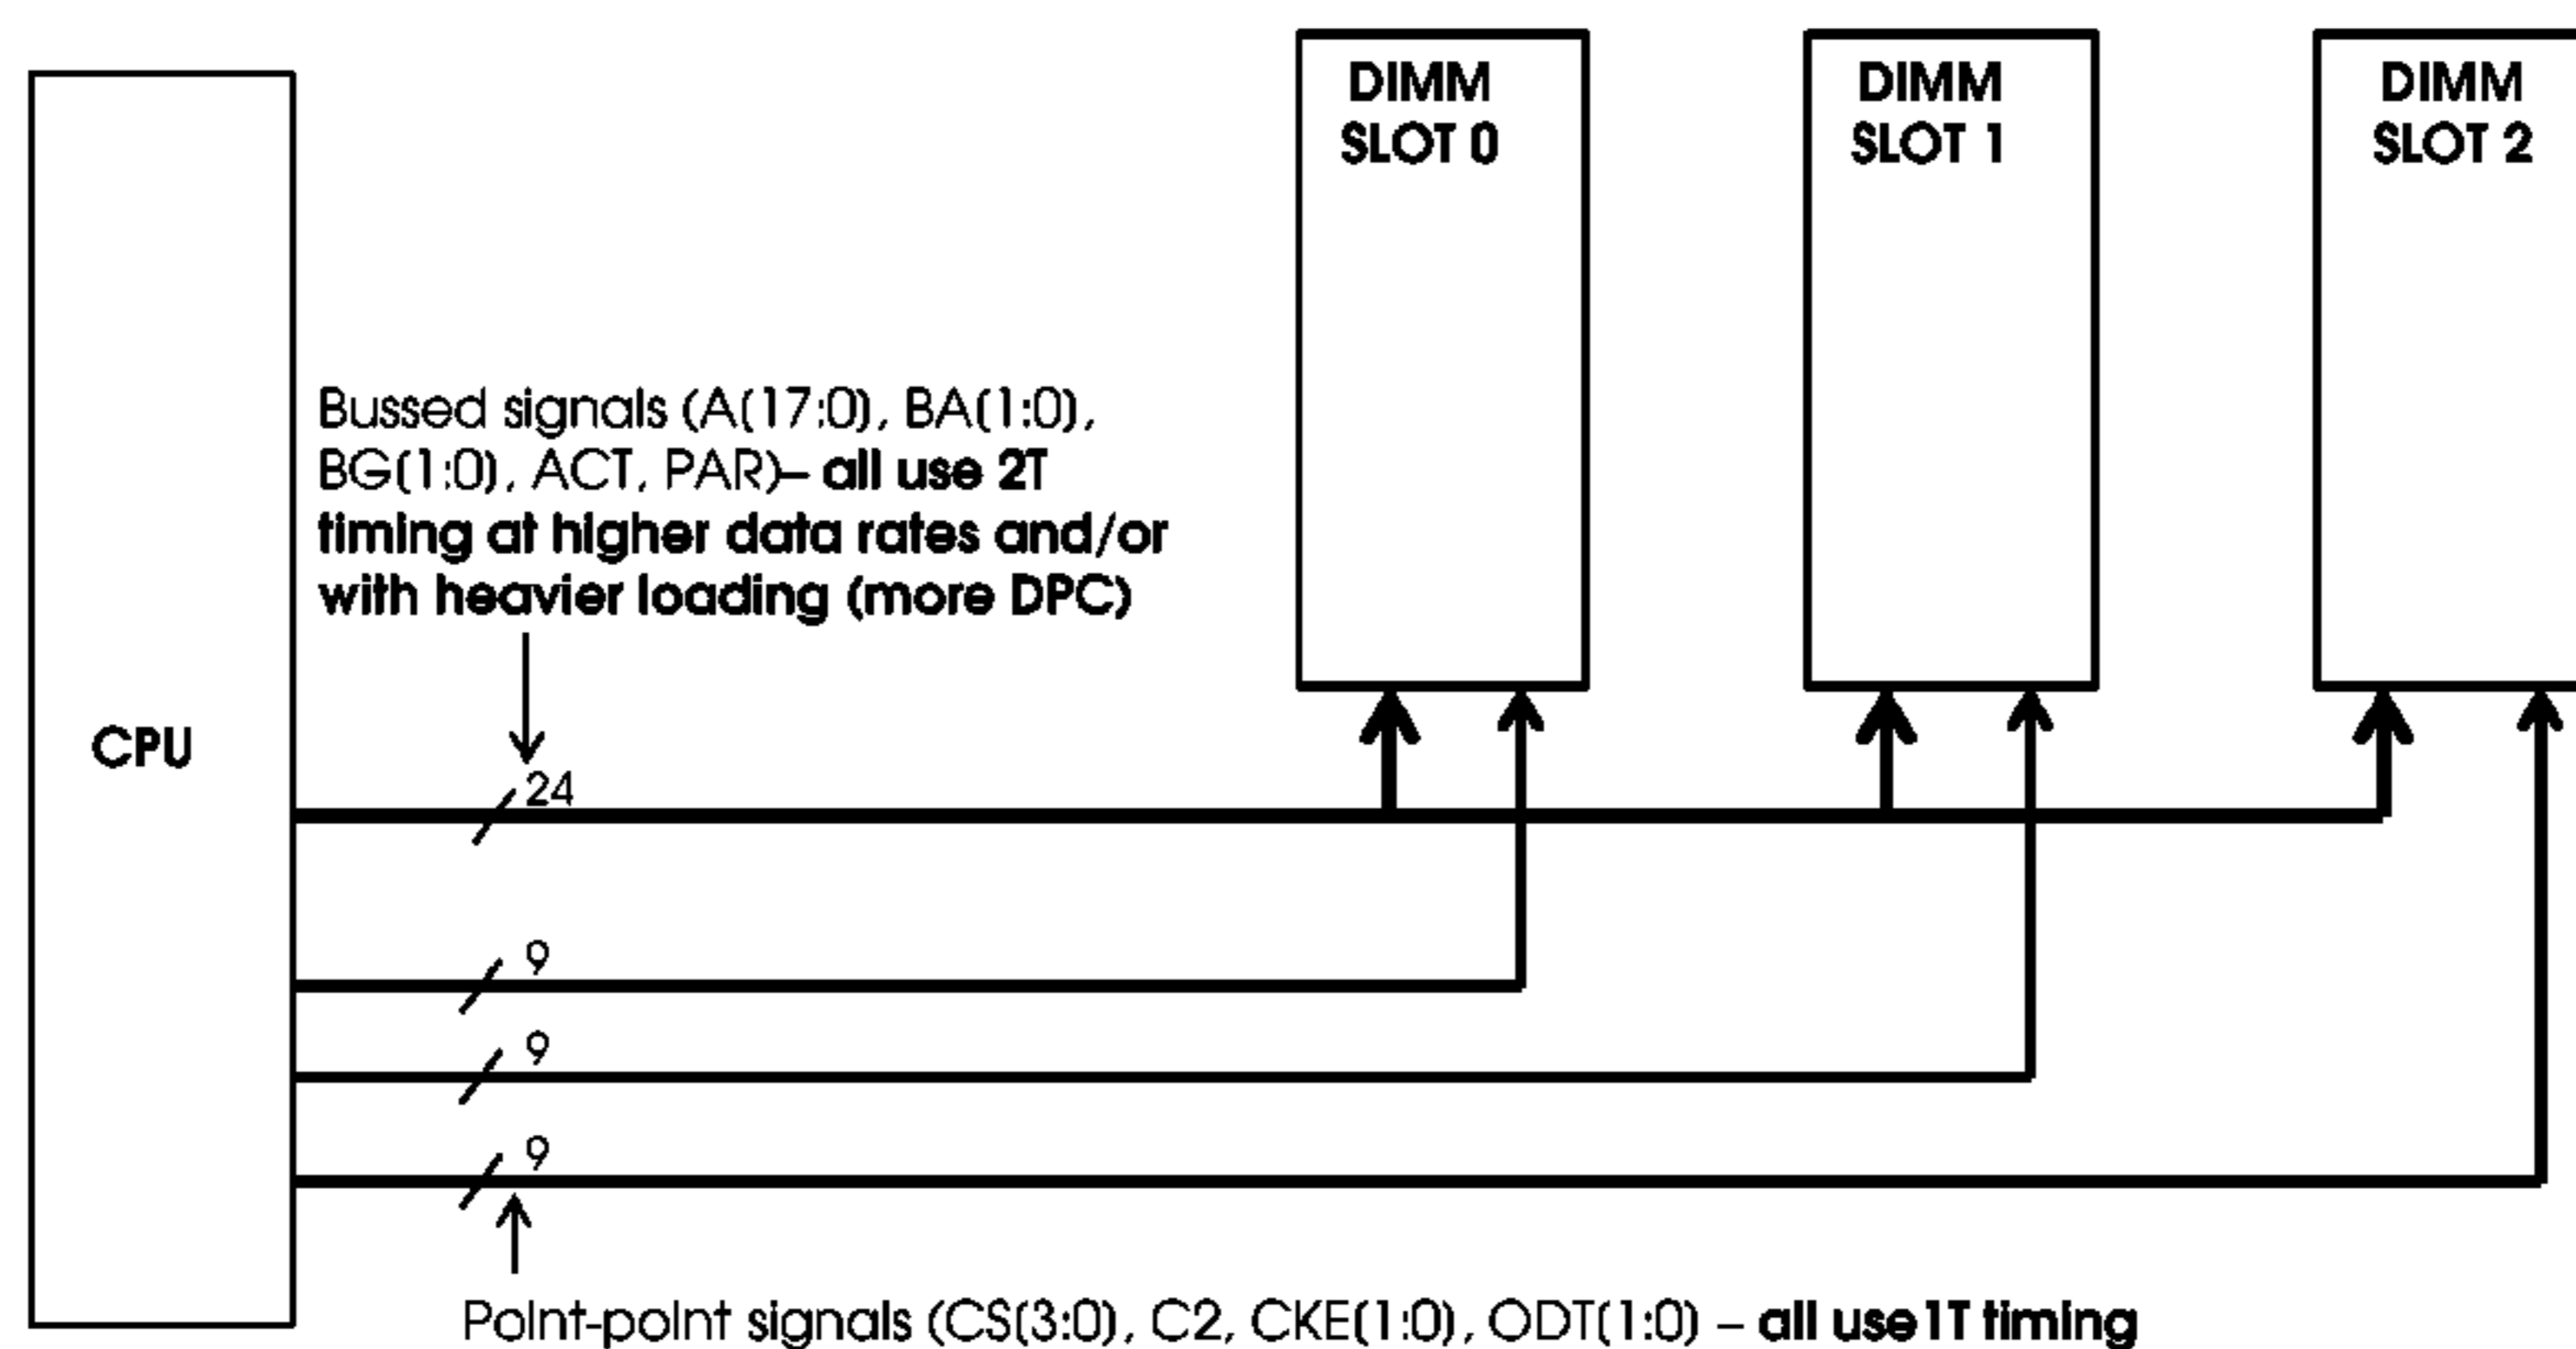 DIMM
SLOT 0
DIMM
SLOT 1
DIMM
SLOT 2
Bussed signals (A(17:0), BA(1:0),
BG(1:0), ACT, PAR)– all use 2T
timing at higher data rates and/or
with heavier loading (more DPC)
CPU
24
9
9
9
Point-point signals (CS(3:0), C2, CKE(1:0), ODT(1:0) – all use1T timing